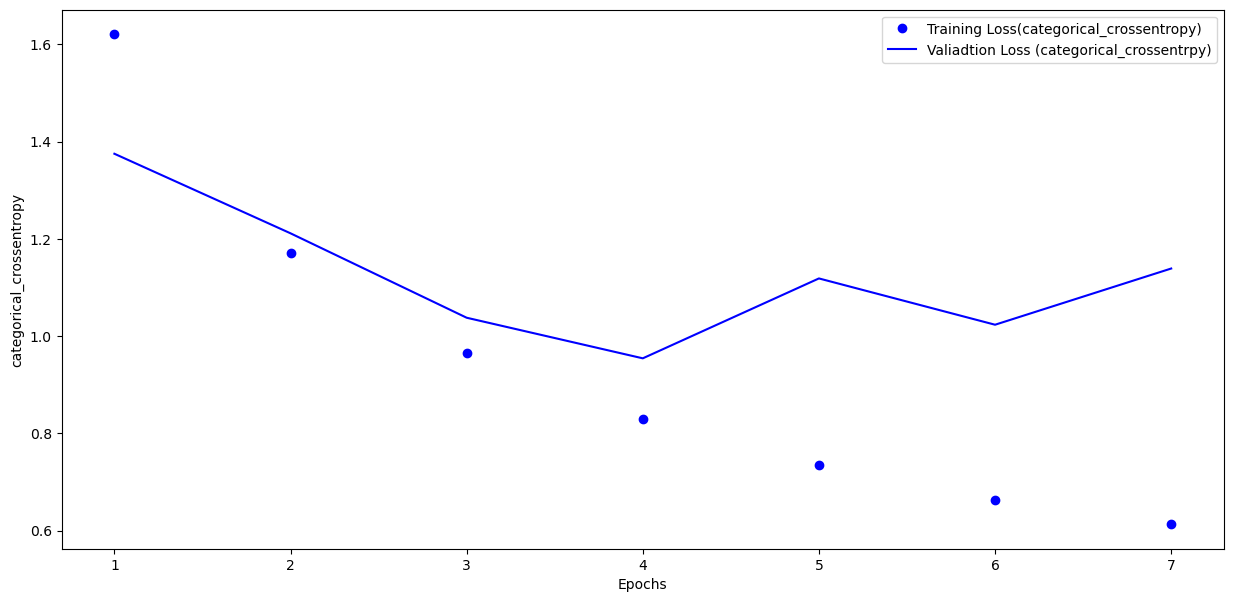 Training Loss(categorical_crossentropy)
Valiadtion Loss (categorical_crossentrpy)
categorical_crossentropy
1.6
1.4
1.2
1.0
0.8
0.6
1 2 3 4 5 6 7
Epochs